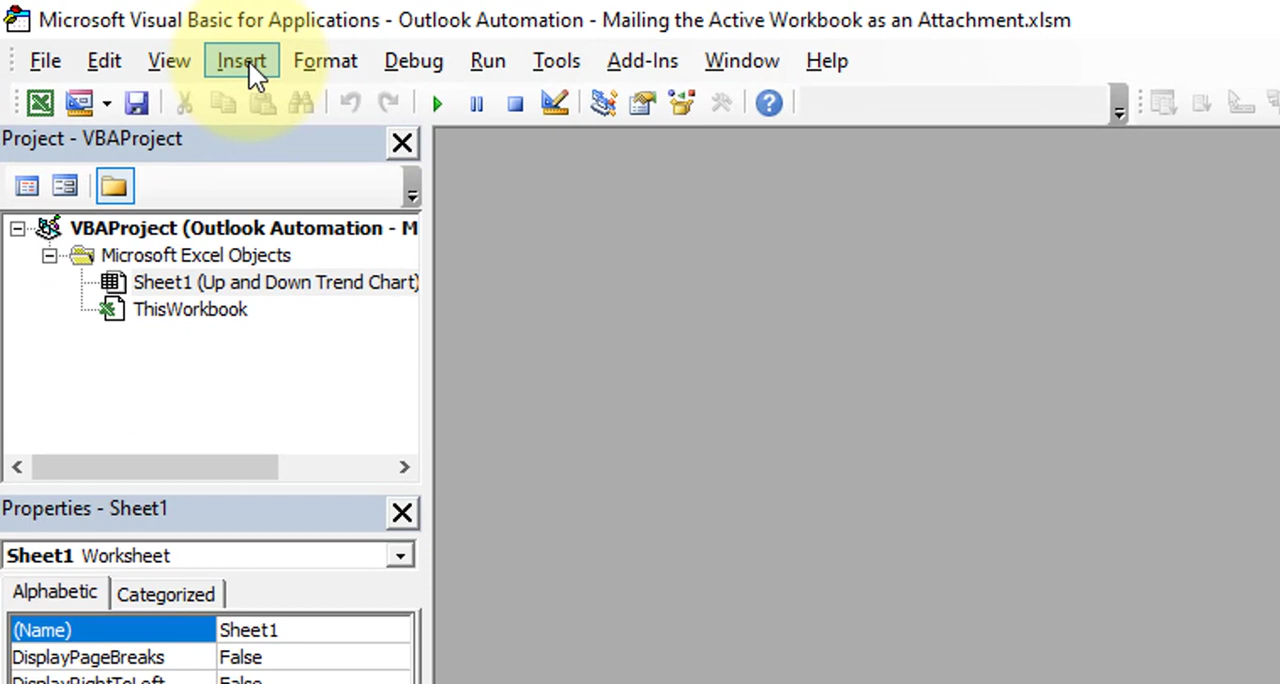 Microsoft Visual Basic for Applications - Outlook Automation - Mailing the Active Workbook as an Attachment.xlsm
File Edit View Insert Format Debug Run Tools Add-Ins Window Help
Project - VBAProject
VBAProject (Outlook Automation - M
Microsoft Excel Objects
Sheet1 (Up and Down Trend Chart)
ThisWorkbook
Properties - Sheet1
Sheet1 Worksheet
Alphabetic Categorized
(Name) Sheet1
DisplayPageBreaks False
DisplayRightToLeft False